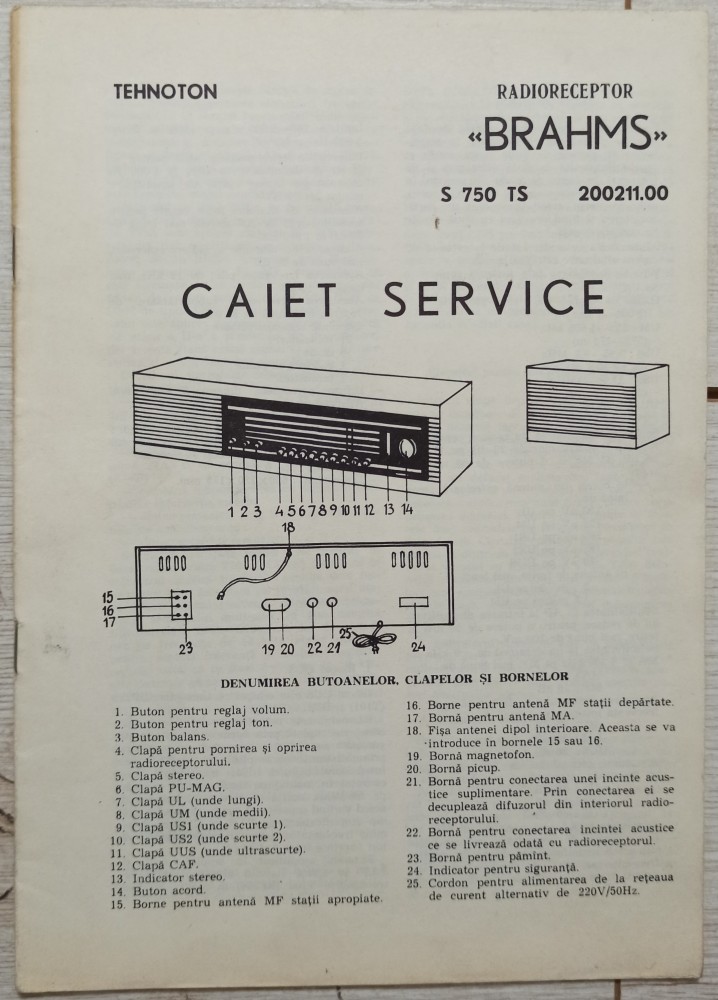 TEHNOTON
RADIORECEPTOR
«BRAHMS»
S 750 TS 200211.00
CAIET SERVICE
1 2 3 4 5 6 7 8 9 10 11 12 13 14
18
15
16
17
23
19 20 22 21
25
24
DENUMIREA BUTOANELOR, CLAPELOR ȘI BORNELOR
1. Buton pentru reglaj volum.
2. Buton pentru reglaj ton.
3. Buton balans.
4. Clapă pentru pornirea și oprirea
radioreceptorului.
5. Clapă stereo.
6. Clapă PU-MAG.
7. Clapă UL (unde lungi).
8. Clapă UM (unde medii).
9. Clapă US1 (unde scurte 1).
10. Clapă US2 (unde scurte 2).
11. Clapă UUS (unde ultrascurte).
12. Clapă CAF.
13. Indicator stereo.
14. Buton acord.
15. Borne pentru antenă MF stații apropiate.
16. Borne pentru antenă MF stații depărtate.
17. Bornă pentru antenă MA.
18. Fișa antenei dipol interioare. Aceasta se va
introduce în bornele 15 sau 16.
19. Bornă magnetofon.
20. Bornă picup.
21. Bornă pentru conectarea unei incinte acus-
tice suplimentare. Prin conectarea ei se
decuplează difuzorul din interiorul radio-
receptorului.
22. Bornă pentru conectarea incintei acustice
ce se livrează odată cu radioreceptorul.
23. Bornă pentru pămînt.
24. Indicator pentru siguranță.
25. Cordon pentru alimentarea de la rețeaua
de curent alternativ de 220V/50Hz.